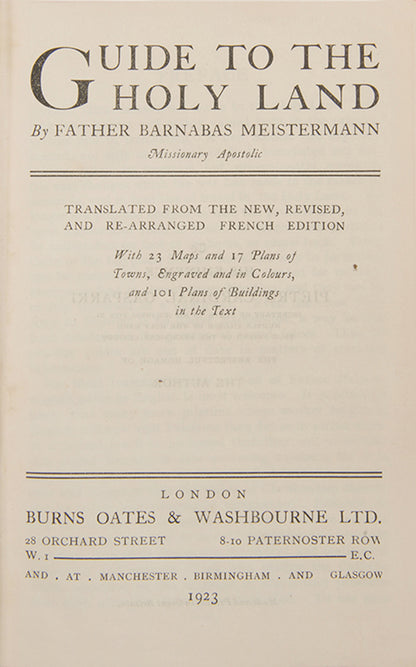 GUIDE TO THE
HOLY LAND
By FATHER BARNABAS MEISTERMANN
Missionary Apostolic
TRANSLATED FROM THE NEW, REVISED,
AND RE-ARRANGED FRENCH EDITION
With 23 Maps and 17 Plans of
Towns, Engraved and in Colours,
and 101 Plans of Buildings
in the Text
LONDON
BURNS OATES & WASHBOURNE LTD.
28 ORCHARD STREET 8-10 PATERNOSTER ROW
W. 1 E.C.
AND . AT . MANCHESTER . BIRMINGHAM . AND GLASGOW
1923